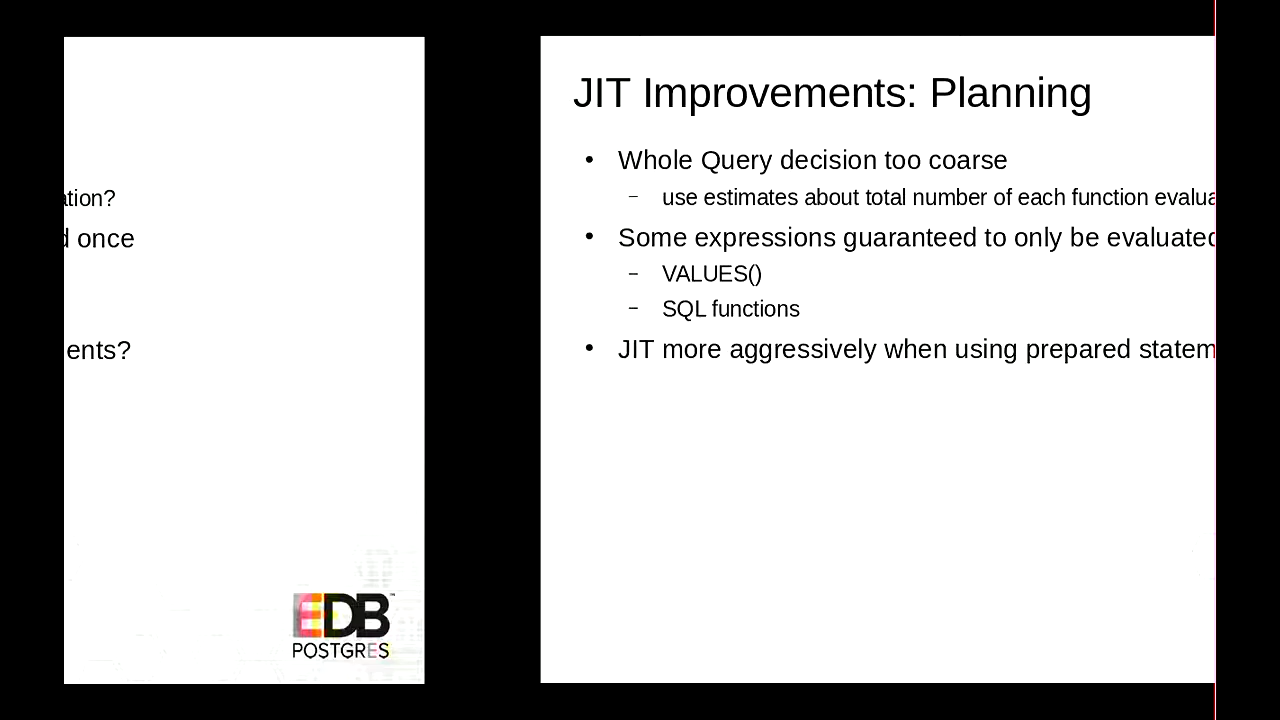 ation?
d once
ents?
EDB™
POSTGRES
JIT Improvements: Planning
• Whole Query decision too coarse
– use estimates about total number of each function evalua
• Some expressions guaranteed to only be evaluated
– VALUES()
– SQL functions
• JIT more aggressively when using prepared statem